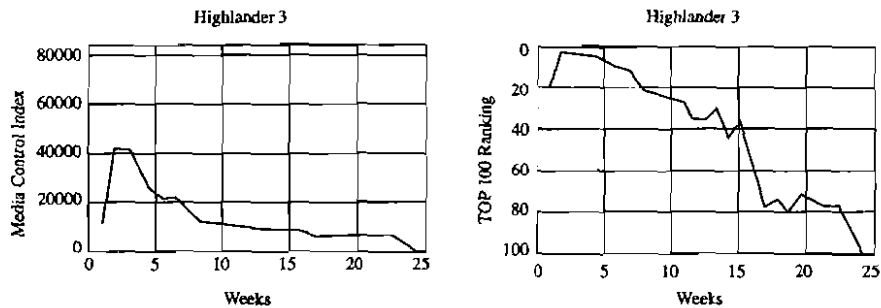 Highlander 3
80000
60000
40000
20000
0
0 5 10 15 20 25
Media Control Index
Weeks
Highlander 3
0
20
40
60
80
100
0 5 10 15 20 25
TOP 100 Ranking
Weeks